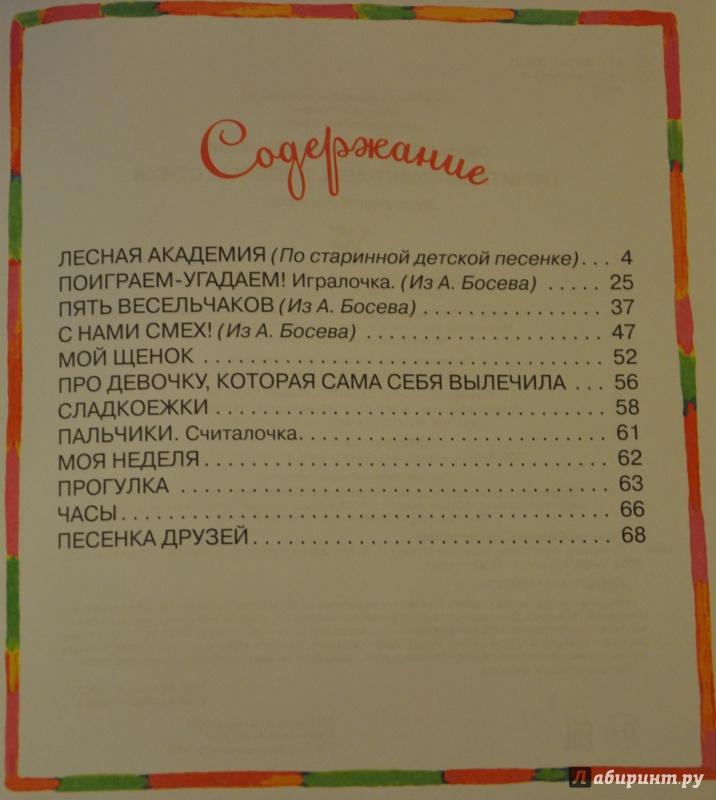 Содержание
ЛЕСНАЯ АКАДЕМИЯ (По старинной детской песенке)... 4
ПОИГРАЕМ-УГАДАЕМ! Игралочка. (Из А. Босева) ..... 25
ПЯТЬ ВЕСЕЛЬЧАКОВ (Из А. Босева) ................ 37
С НАМИ СМЕХ! (Из А. Босева) ..................... 47
МОЙ ЩЕНОК .............................. 52
ПРО ДЕВОЧКУ, КОТОРАЯ САМА СЕБЯ ВЫЛЕЧИЛА ... 56
СЛАДКОЕЖКИ ............................. 58
ПАЛЬЧИКИ. Считалочка....................... 61
МОЯ НЕДЕЛЯ.............................. 62
ПРОГУЛКА ............................... 63
ЧАСЫ.................................... 66
ПЕСЕНКА ДРУЗЕЙ.......................... 68
Лабиринт.ру